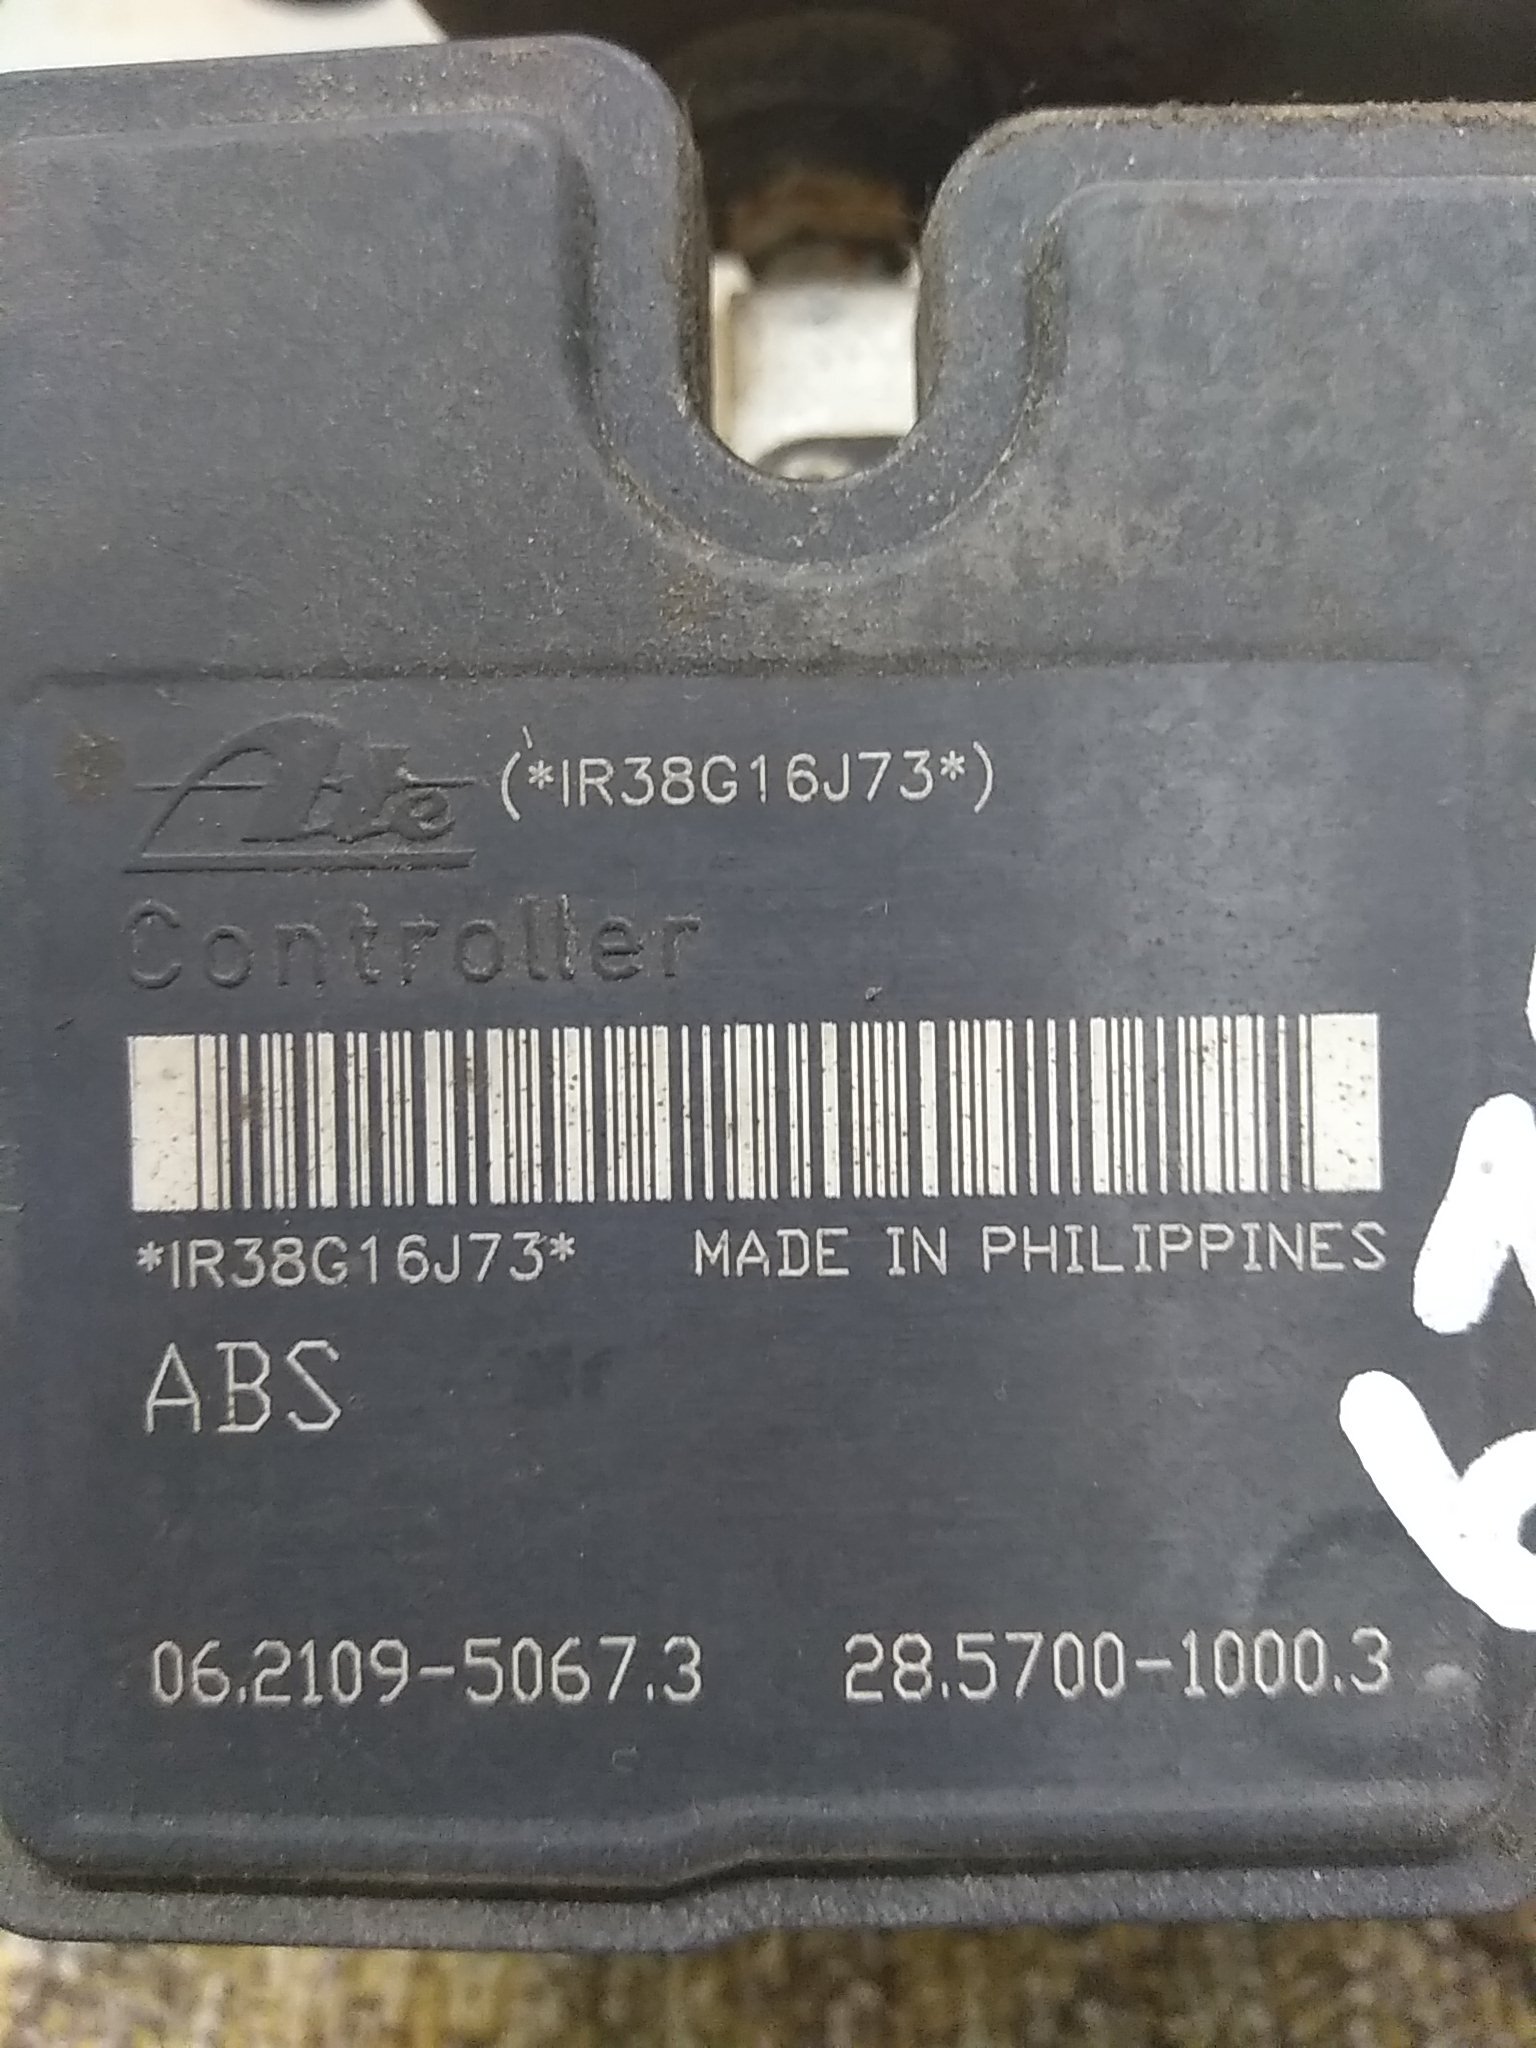 Ate (*IR38G16J73*)
Controller
*IR38G16J73* MADE IN PHILIPPINES
ABS
06.2109-5067.3 28.5700-1000.3